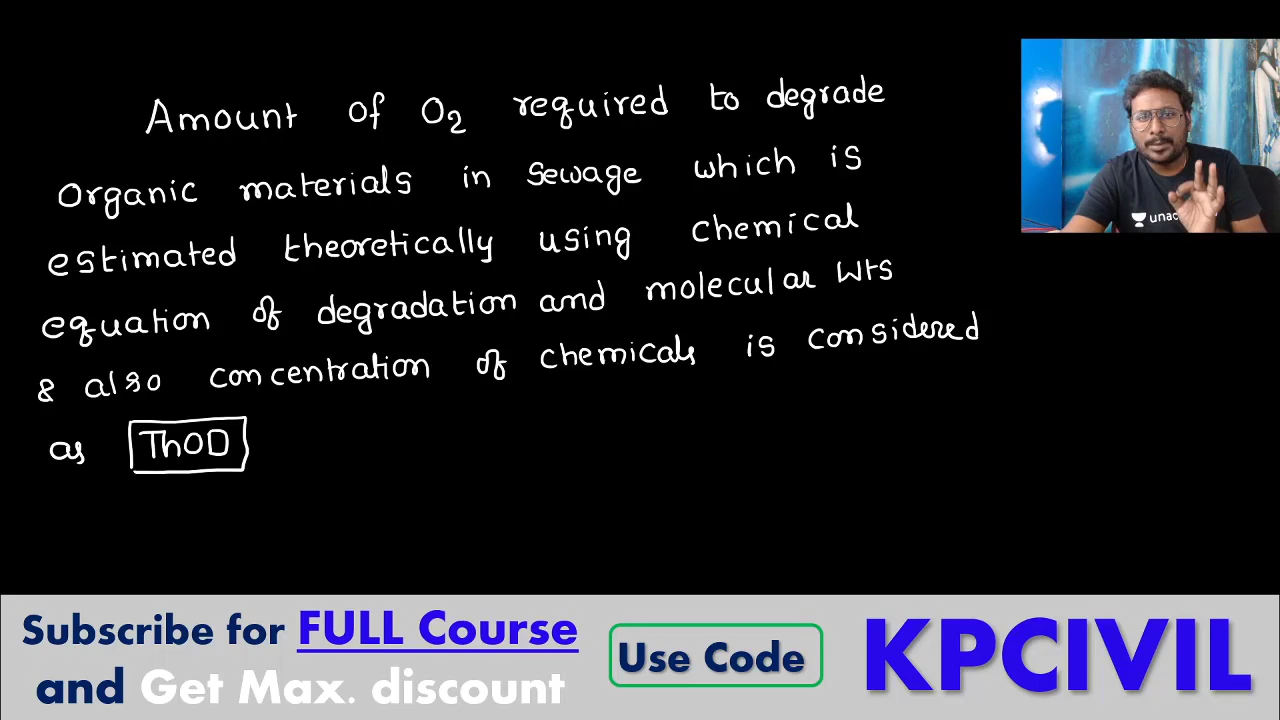 Amount of O2 required to degrade
organic materials in sewage which is
estimated theoretically using chemical
equation of degradation and molecular wts
& also concentration of chemicals is considered
as ThOD
unac
Subscribe for FULL Course
and Get Max. discount
Use Code
KPCIVIL